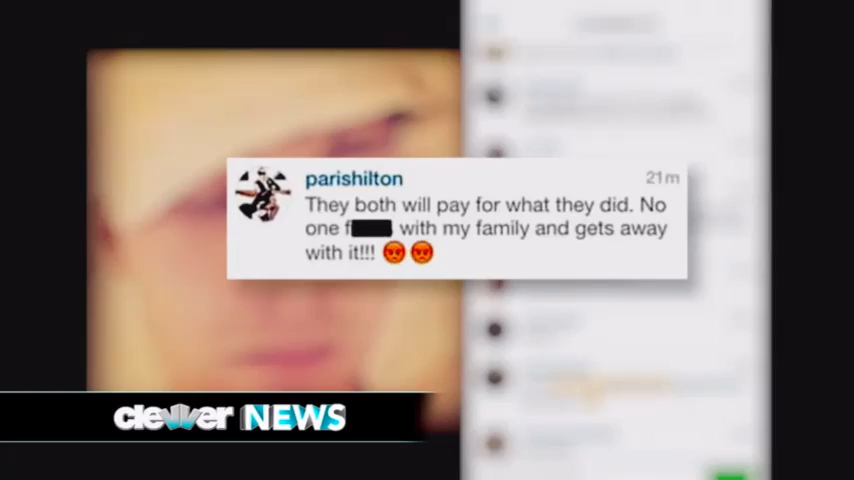 parishilton 21m
They both will pay for what they did. No
one f with my family and gets away
with it!!! 😡😡
clevver NEWS